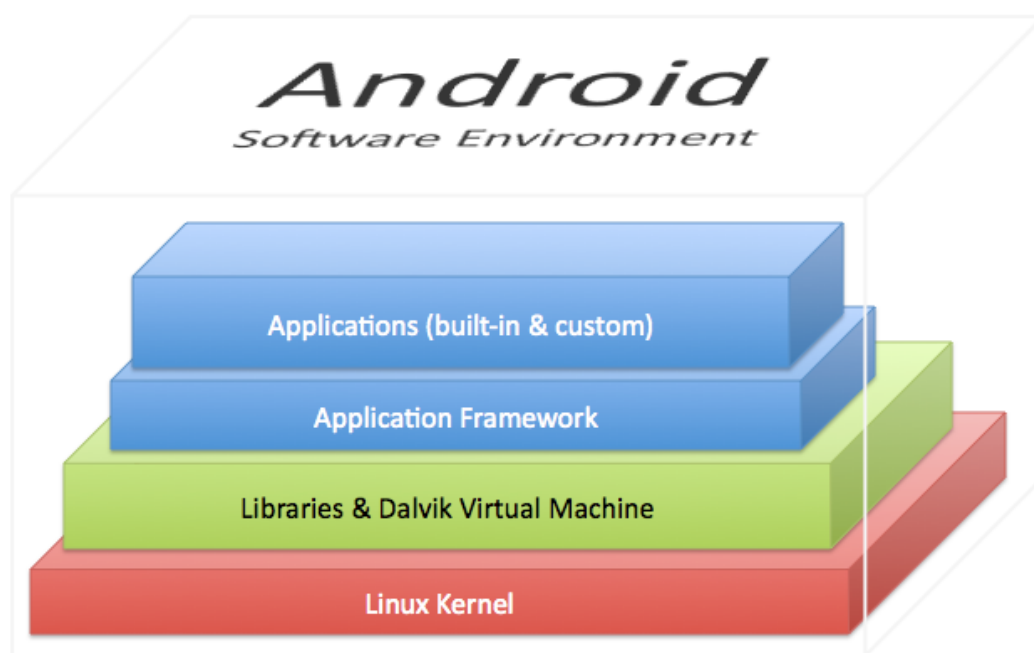 Android
Software Environment
Applications (built-in & custom)
Application Framework
Libraries & Dalvik Virtual Machine
Linux Kernel